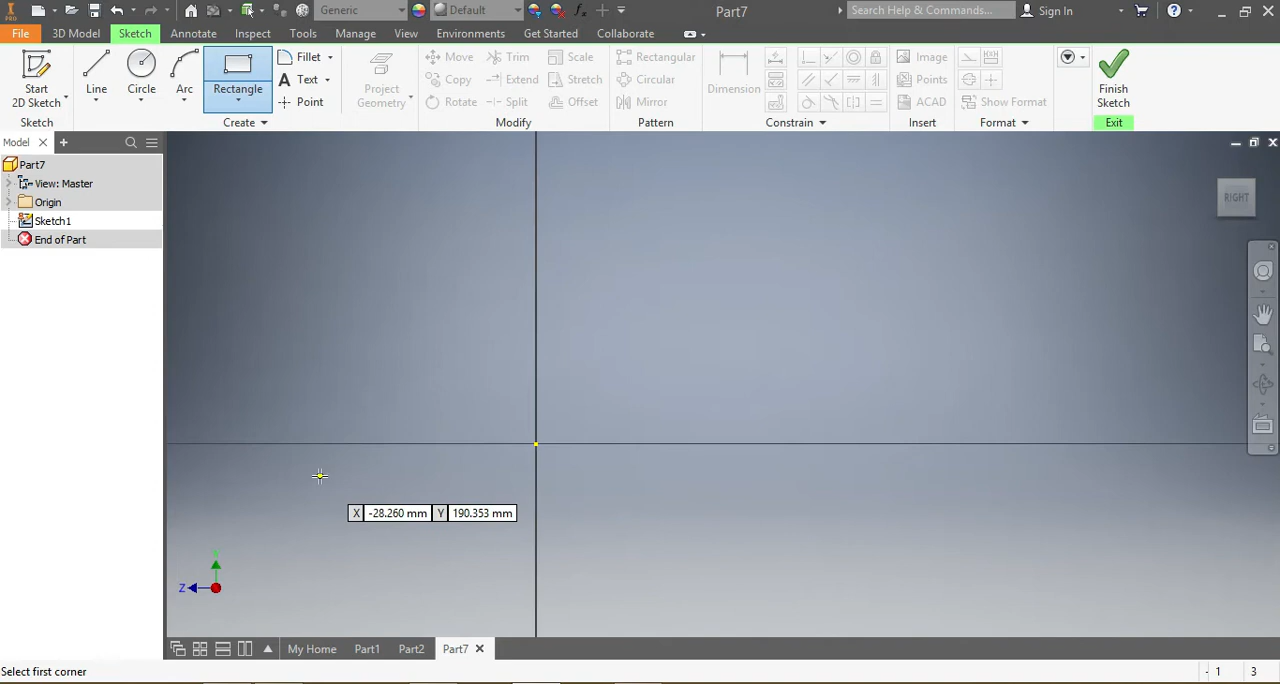 PRO
Generic
Default
fx
Part7
Search Help & Commands...
Sign In
File
3D Model
Sketch
Annotate
Inspect
Tools
Manage
View
Environments
Get Started
Collaborate
Start
2D Sketch
Line
Circle
Arc
Rectangle
Fillet
A Text
Point
Project
Geometry
Move
Copy
Rotate
Trim
Extend
Split
Scale
Stretch
Offset
Rectangular
Circular
Mirror
Dimension
Image
Points
ACAD
Show Format
Finish
Sketch
Sketch
Create
Modify
Pattern
Constrain
Insert
Format
Exit
Model
Part7
View: Master
Origin
Sketch1
End of Part
RIGHT
X -28.260 mm Y 190.353 mm
Z
My Home
Part1
Part2
Part7
Select first corner
1
3